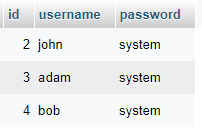 id username password
2 john system
3 adam system
4 bob system